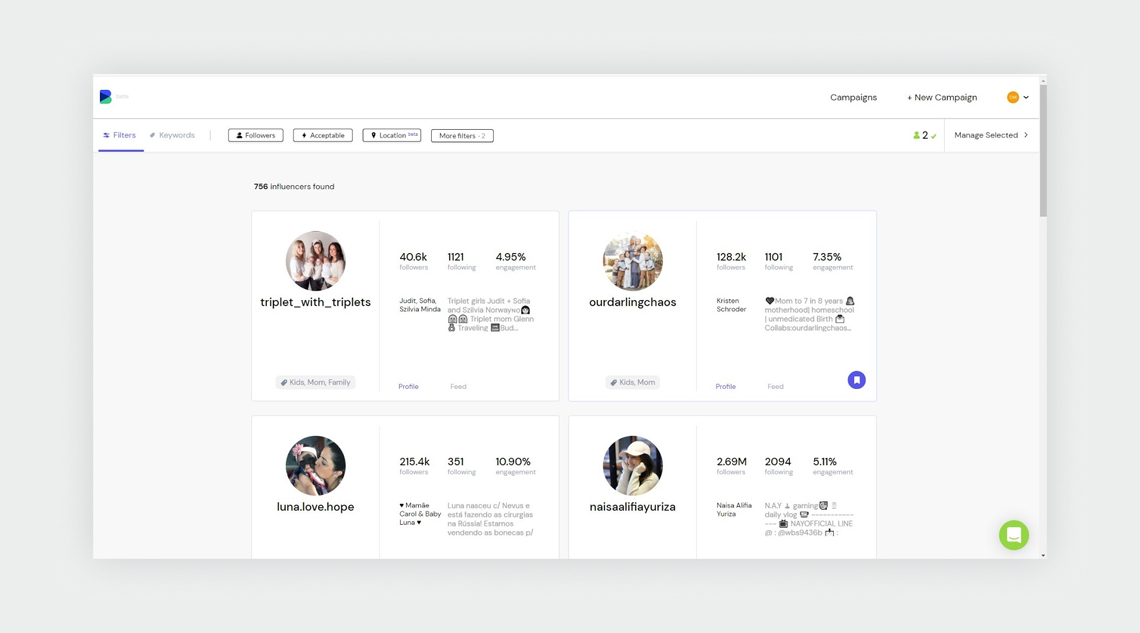 beta
Campaigns
+ New Campaign
Filters
Keywords
Followers
Acceptable
Location beta
More filters · 2
2
Manage Selected
756 influencers found
triplet_with_triplets
Kids, Mom, Family
40.6k
followers
1121
following
4.95%
engagement
Judit, Sofia,
Szilvia Minda
Triplet girls Judit + Sofia
and Szilvia Norway
Triplet mom Glenn
Traveling Bud...
Profile
Feed
ourdarlingchaos
Kids, Mom
128.2k
followers
1101
following
7.35%
engagement
Kristen
Schroder
Mom to 7 in 8 years
motherhood| homeschool
| unmedicated Birth
Collabs:ourdarlingchaos...
Profile
Feed
luna.love.hope
215.4k
followers
351
following
10.90%
engagement
♥ Mamãe
Carol & Baby
Luna ♥
Luna nasceu c/ Nevus e
está fazendo as cirurgias
na Rússia! Estamos
vendendo as bonecas p/
naisaalifiayuriza
2.69M
followers
2094
following
5.11%
engagement
Naisa Alifia
Yuriza
N.A.Y gaming
daily vlog ------------
--- NAYOFFICIAL LINE
@ : @wbs9436b :